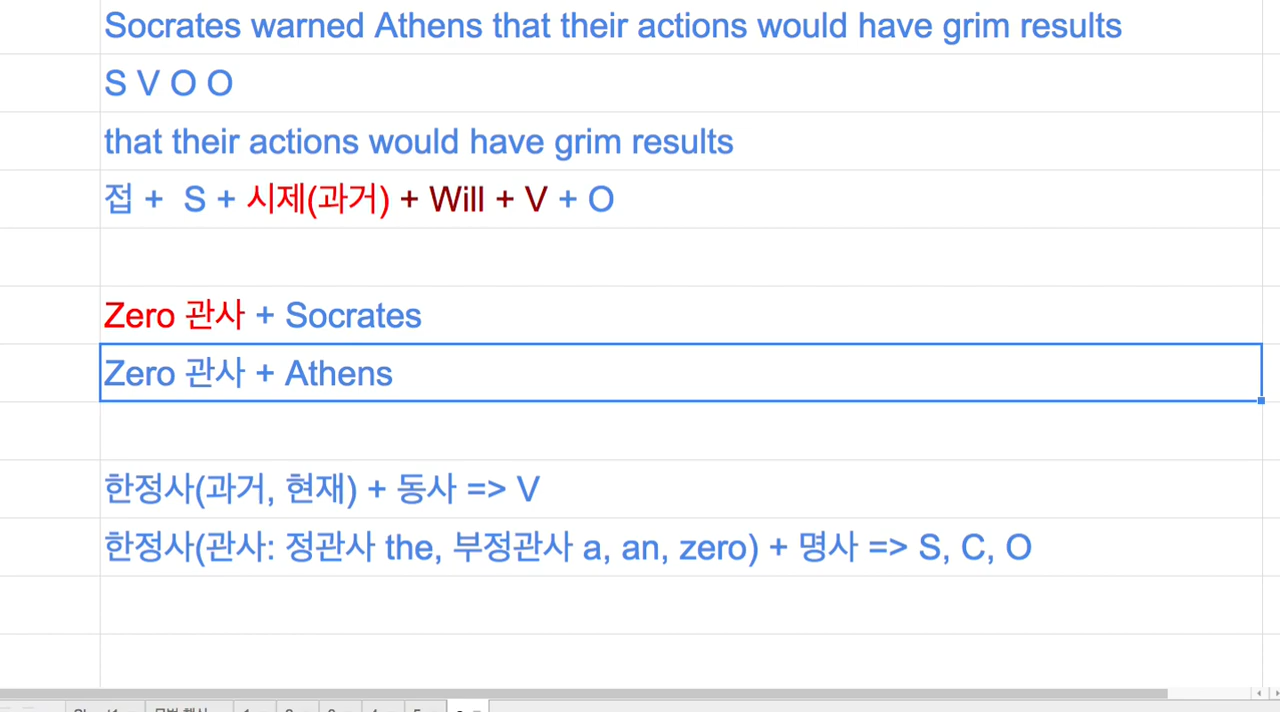 Socrates warned Athens that their actions would have grim results
S V O O
that their actions would have grim results
접 + S + 시제(과거) + Will + V + O
Zero 관사 + Socrates
Zero 관사 + Athens
한정사(과거, 현재) + 동사 => V
한정사(관사: 정관사 the, 부정관사 a, an, zero) + 명사 => S, C, O